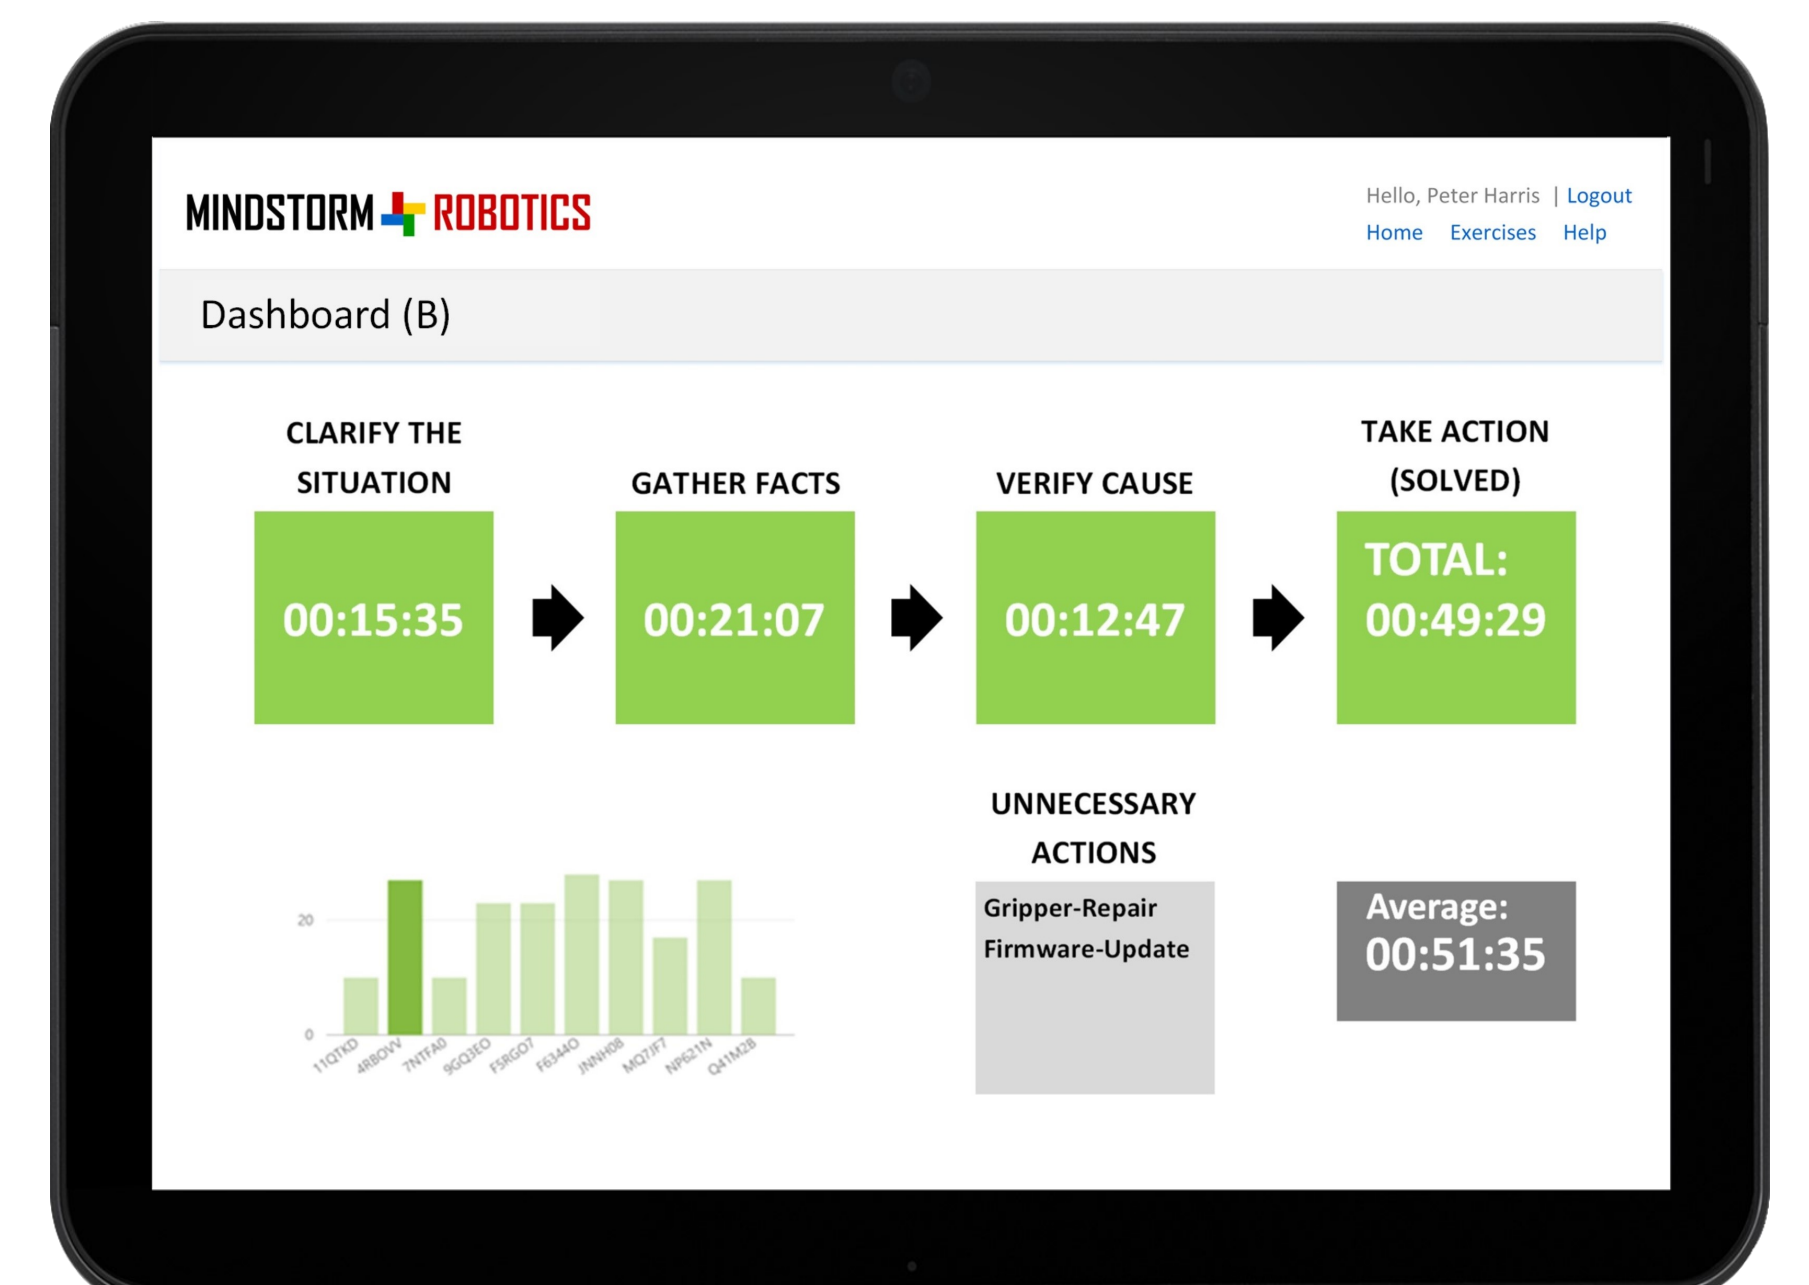 MINDSTORM ROBOTICS
Hello, Peter Harris | Logout
Home Exercises Help
Dashboard (B)
CLARIFY THE
SITUATION
00:15:35
GATHER FACTS
00:21:07
VERIFY CAUSE
00:12:47
TAKE ACTION
(SOLVED)
TOTAL:
00:49:29
20
0
11QTKD
4RBOVV
7NTFA0
9GQ3EO
F5RGO7
F6344O
JNNH08
MQ7JF7
NP621N
Q41M2B
UNNECESSARY
ACTIONS
Gripper-Repair
Firmware-Update
Average:
00:51:35